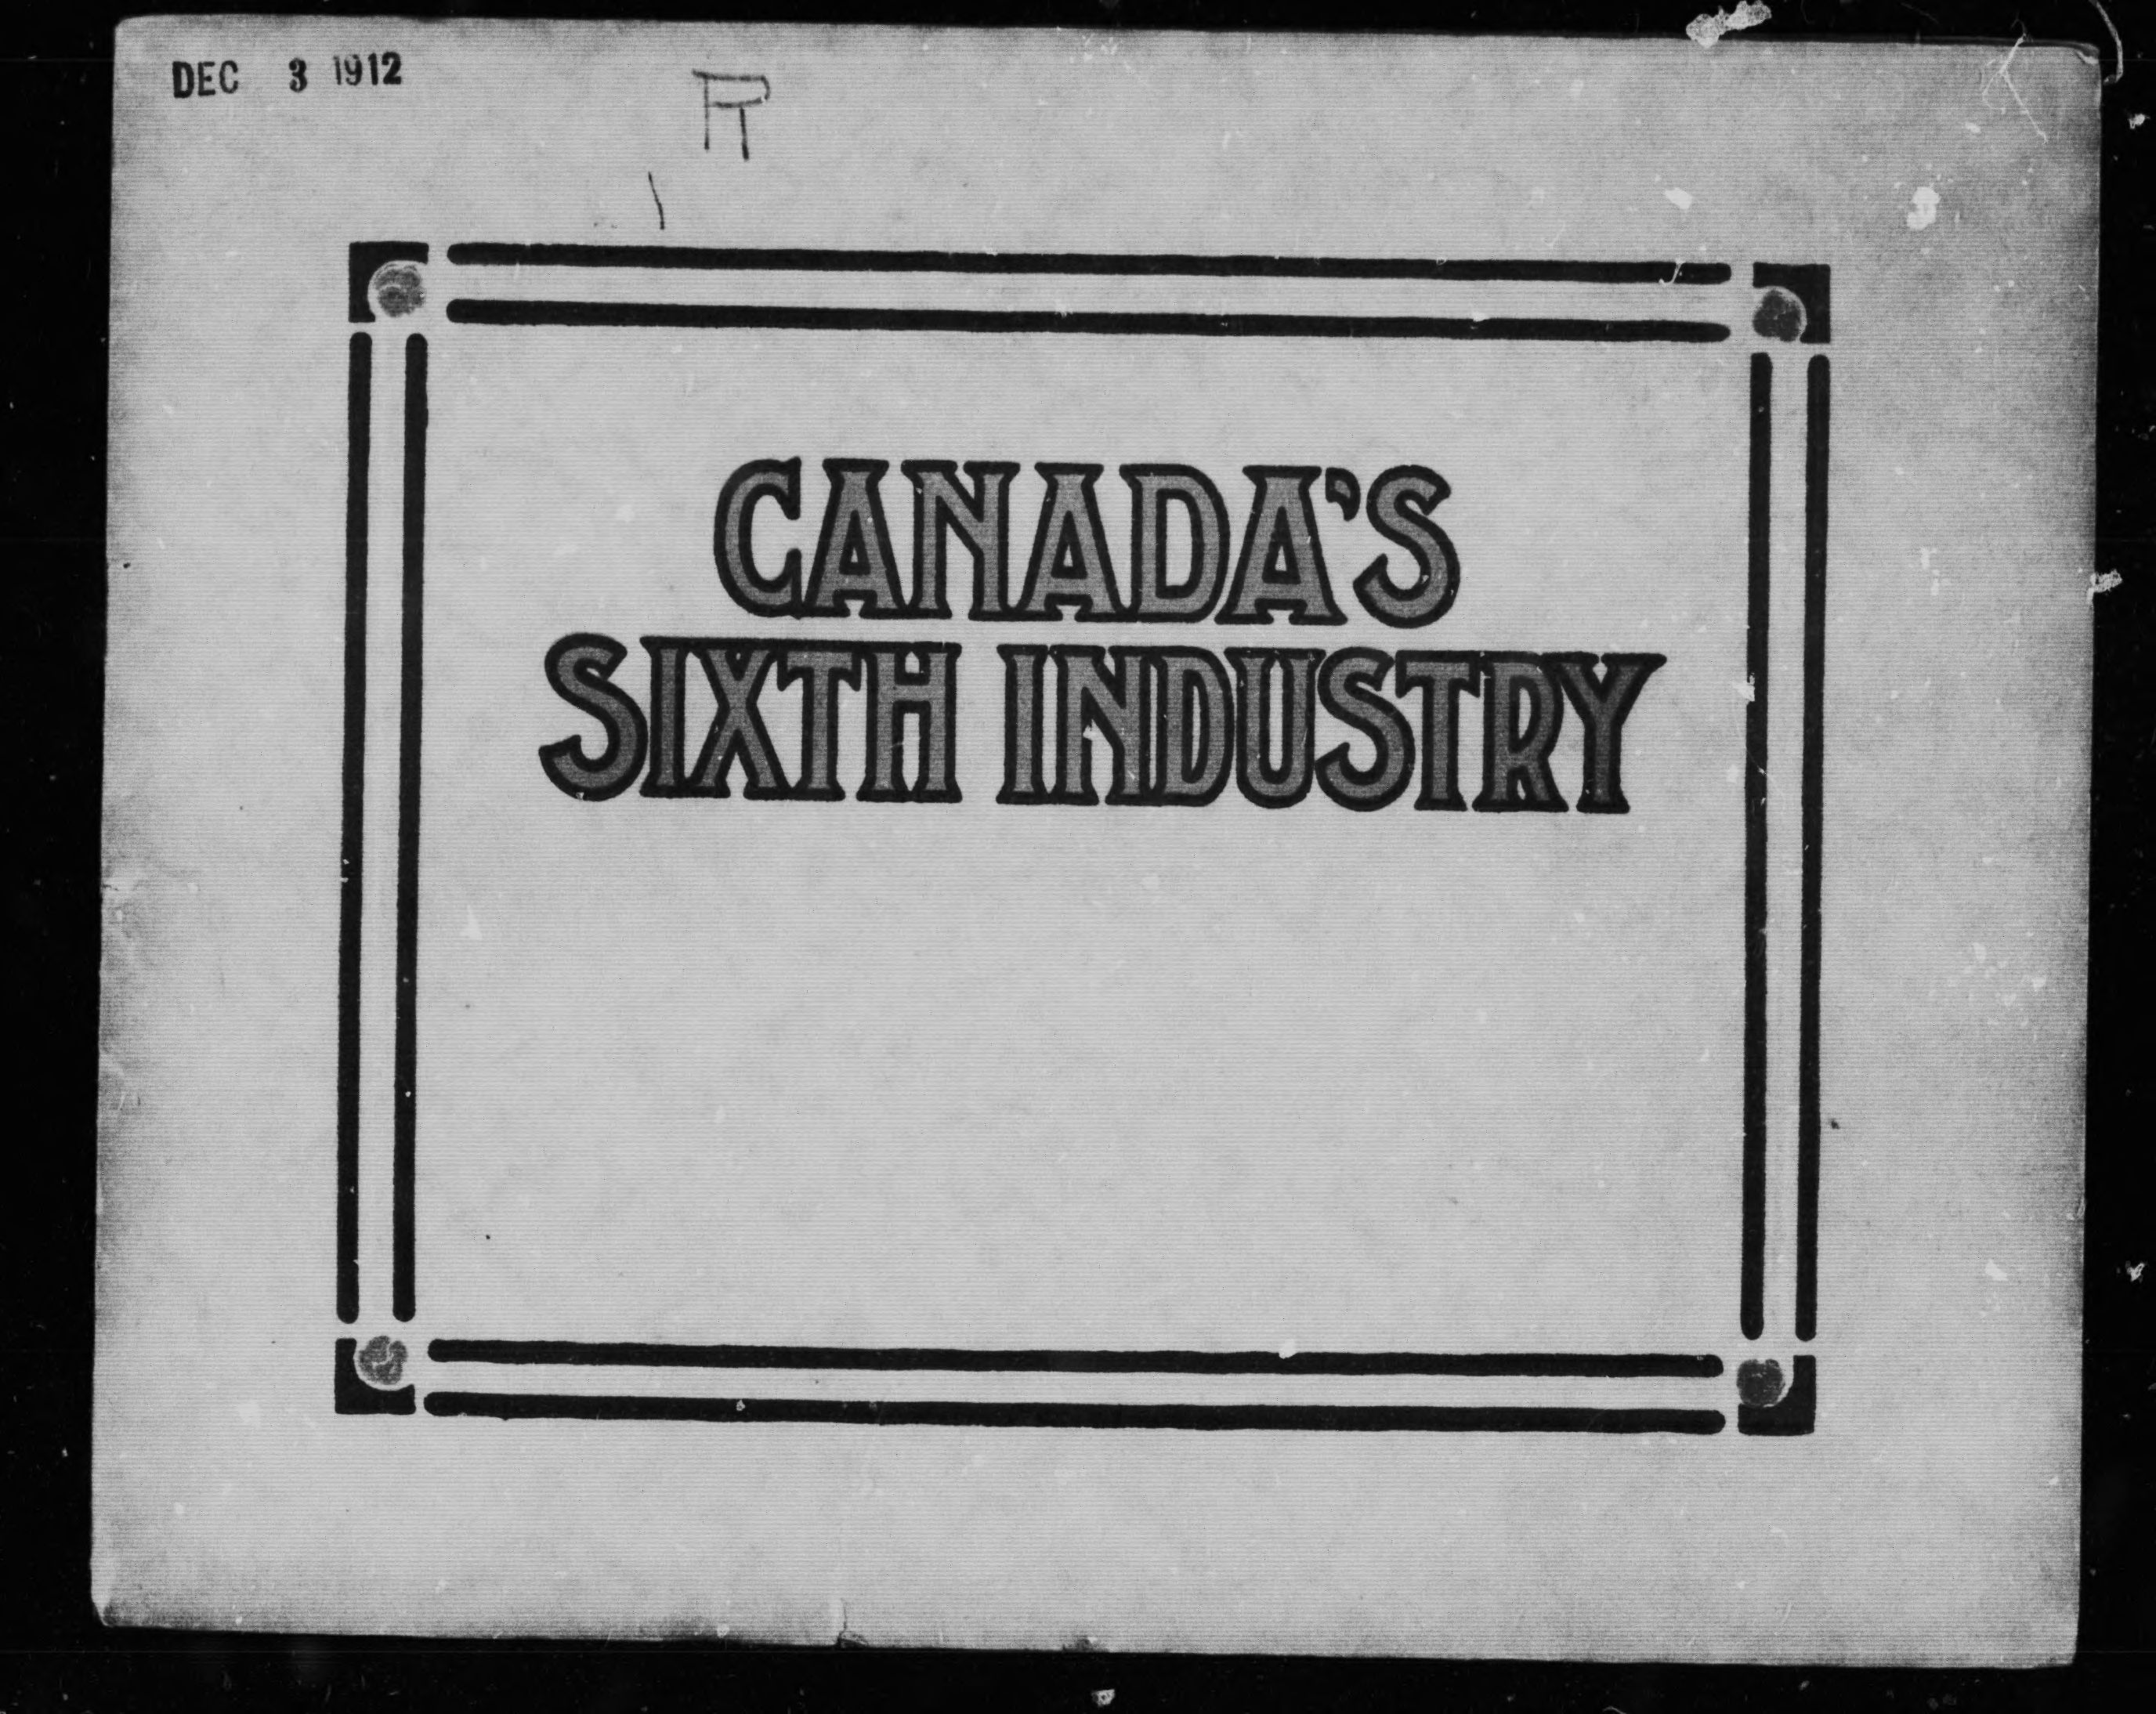 DEC 3 1912
CANADA'S
SIXTH INDUSTRY